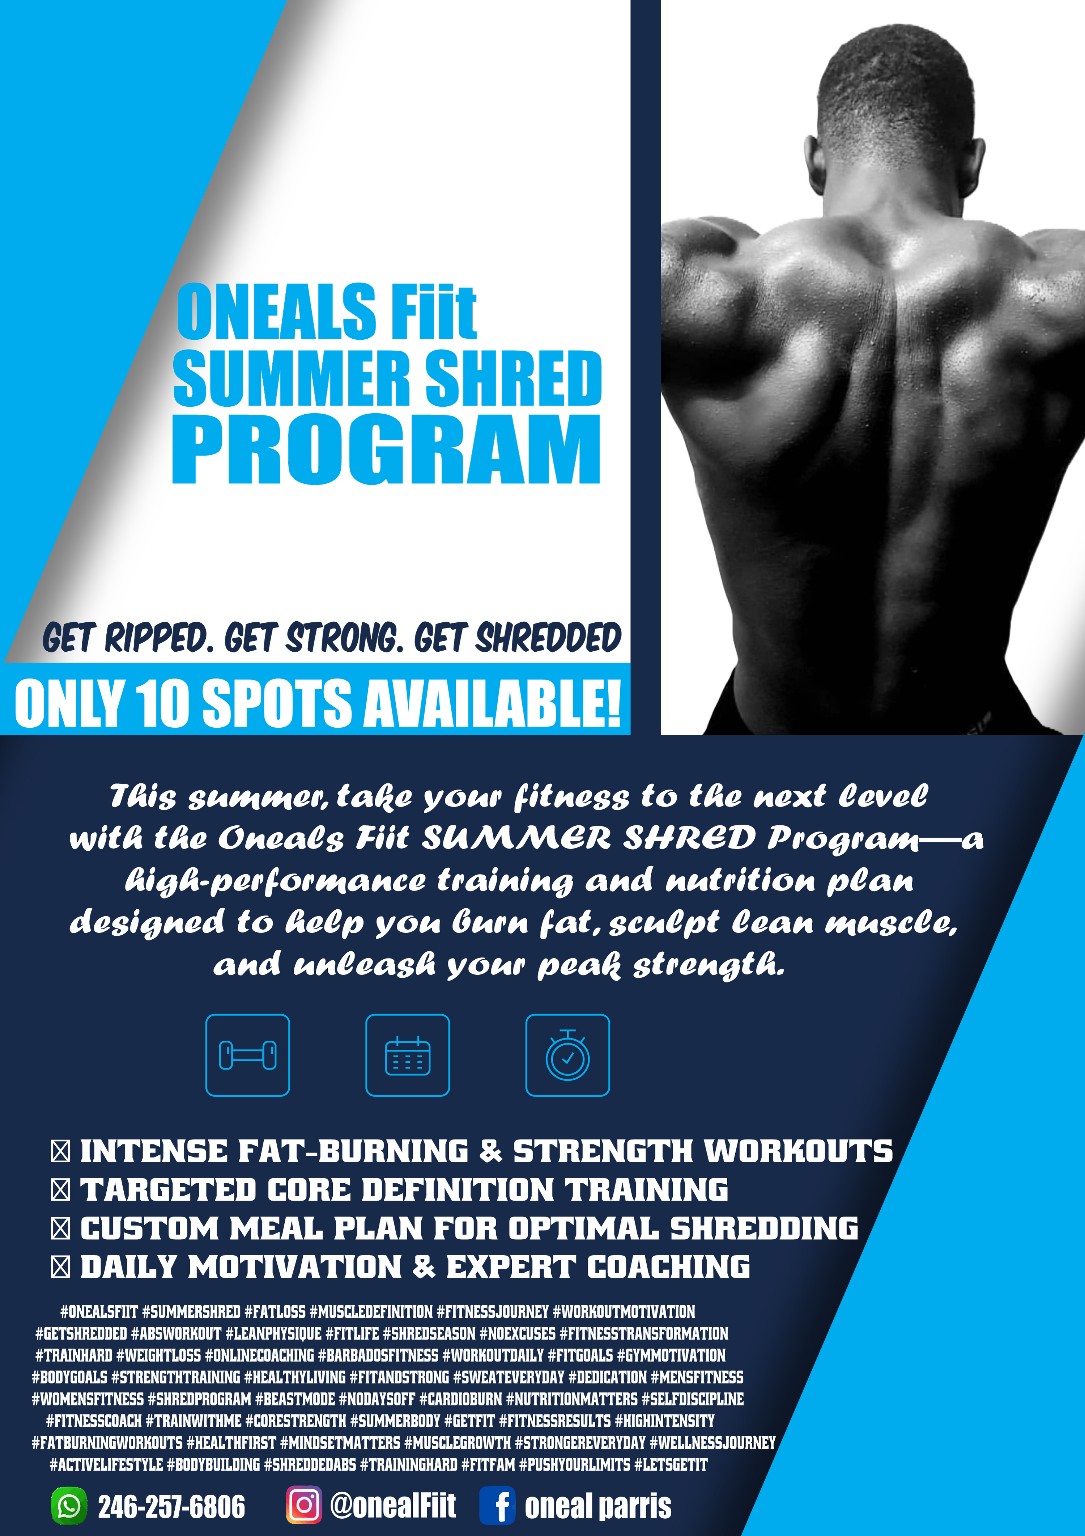 ONEALS Fiit
SUMMER SHRED
PROGRAM
GET RIPPED. GET STRONG. GET SHREDDED
ONLY 10 SPOTS AVAILABLE!
This summer, take your fitness to the next level
with the Oneals Fiit SUMMER SHRED Program—a
high-performance training and nutrition plan
designed to help you burn fat, sculpt lean muscle,
and unleash your peak strength.
INTENSE FAT-BURNING & STRENGTH WORKOUTS
TARGETED CORE DEFINITION TRAINING
CUSTOM MEAL PLAN FOR OPTIMAL SHREDDING
DAILY MOTIVATION & EXPERT COACHING
#ONEALSFIIT #SUMMERSHRED #FATLOSS #MUSCLEDEFINITION #FITNESSJOURNEY #WORKOUTMOTIVATION
#GETSHREDDED #ABSWORKOUT #LEANPHYSIQUE #FITLIFE #SHREDSEASON #NOEXCUSES #FITNESSTRANSFORMATION
#TRAINHARD #WEIGHTLOSS #ONLINECOACHING #BARBADOSFITNESS #WORKOUTDAILY #FITGOALS #GYMMOTIVATION
#BODYGOALS #STRENGTHTRAINING #HEALTHYLIVING #FITANDSTRONG #SWEATEVERYDAY #DEDICATION #MENSFITNESS
#WOMENSFITNESS #SHREDPROGRAM #BEASTMODE #NODAYSOFF #CARDIOBURN #NUTRITIONMATTERS #SELFDISCIPLINE
#FITNESSCOACH #TRAINWITHME #CORESTRENGTH #SUMMERBODY #GETFIT #FITNESSRESULTS #HIGHINTENSITY
#FATBURNINGWORKOUTS #HEALTHFIRST #MINDSETMATTERS #MUSCLEGROWTH #STRONGEREVERYDAY #WELLNESSJOURNEY
#ACTIVELIFESTYLE #BODYBUILDING #SHREDDEDABS #TRAININGHARD #FITFAM #PUSHYOURLIMITS #LETSGETIT
246-257-6806 @onealFiit oneal parris